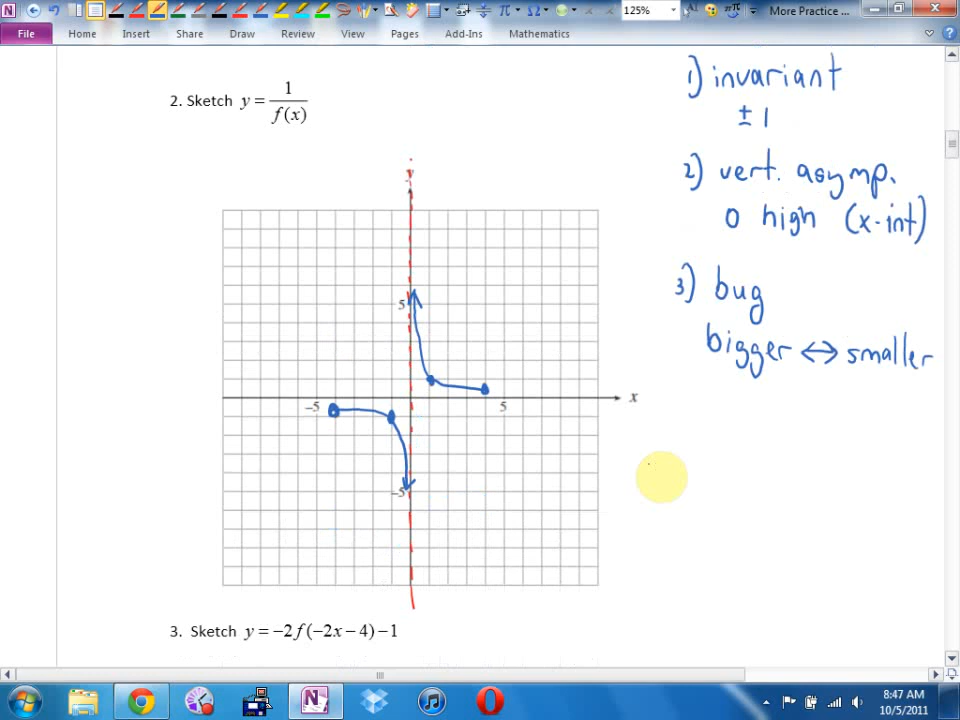 125%
More Practice ...
File
Home
Insert
Share
Draw
Review
View
Pages
Add-Ins
Mathematics
2. Sketch y = 1/f(x)
1) invariant
± 1
2) vert. asymp.
0 high (x-int)
3) bug
bigger ↔ smaller
y
5
-5
5
x
-5
3. Sketch y = −2f(−2x − 4) − 1
8:47 AM
10/5/2011